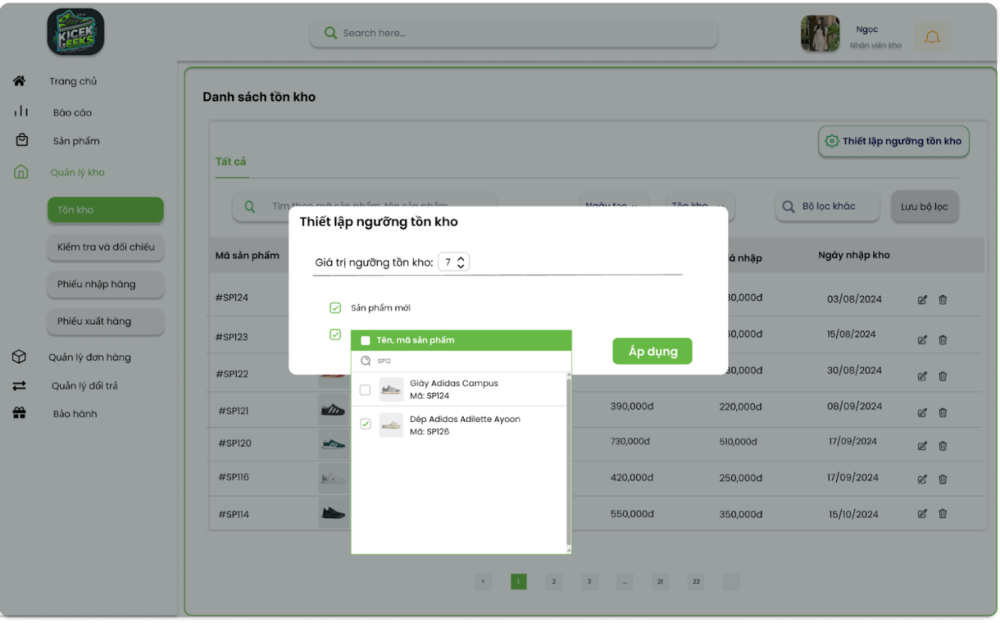 KICEK
GEEKS
Search here...
Ngọc
Nhân viên kho
Trang chủ
Báo cáo
Sản phẩm
Quản lý kho
Tồn kho
Kiểm tra và đối chiếu
Phiếu nhập hàng
Phiếu xuất hàng
Quản lý đơn hàng
Quản lý đổi trả
Bảo hành
Danh sách tồn kho
Thiết lập ngưỡng tồn kho
Tất cả
Tìm theo mã sản phẩm, tên sản phẩm
Ngày tạo
Tồn kho
Bộ lọc khác
Lưu bộ lọc
Mã sản phẩm
á nhập
Ngày nhập kho
#SP124
30,000đ
03/08/2024
#SP123
50,000đ
15/08/2024
#SP122
30,000đ
30/08/2024
#SP121
390,000đ
220,000đ
08/09/2024
#SP120
730,000đ
510,000đ
17/09/2024
#SP116
420,000đ
250,000đ
17/09/2024
#SP114
550,000đ
350,000đ
15/10/2024
Thiết lập ngưỡng tồn kho
Giá trị ngưỡng tồn kho: 7
Sản phẩm mới
Tên, mã sản phẩm
SP12
Giày Adidas Campus
Mã: SP124
Dép Adidas Adilette Ayoon
Mã: SP126
Áp dụng
< 1 2 3 ... 21 22